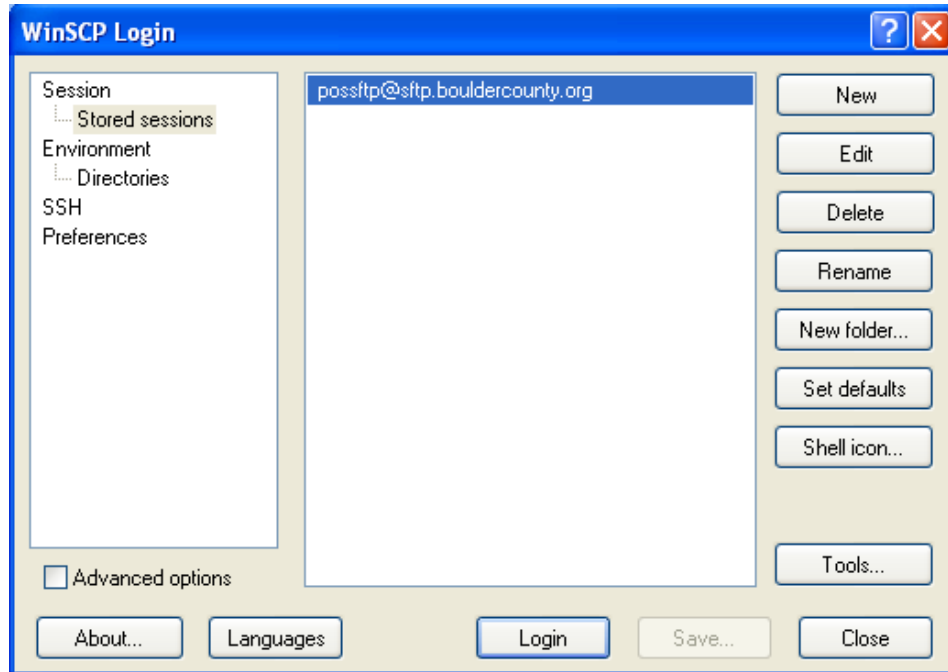 WinSCP Login
Session
Stored sessions
Environment
Directories
SSH
Preferences
Advanced options
possftp@sftp.bouldercounty.org
New
Edit
Delete
Rename
New folder...
Set defaults
Shell icon...
Tools...
About...
Languages
Login
Save...
Close